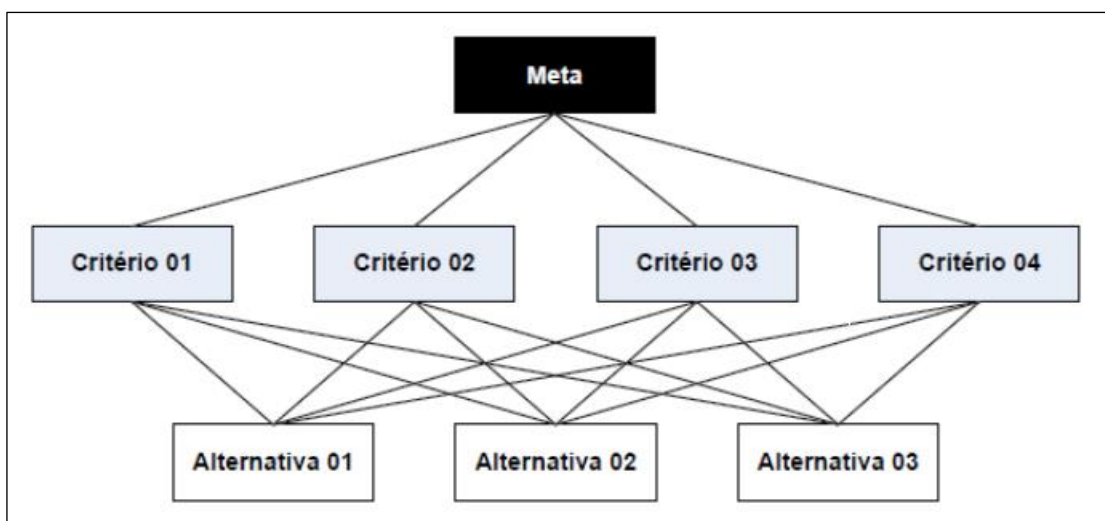 Meta
Critério 01
Critério 02
Critério 03
Critério 04
Alternativa 01
Alternativa 02
Alternativa 03